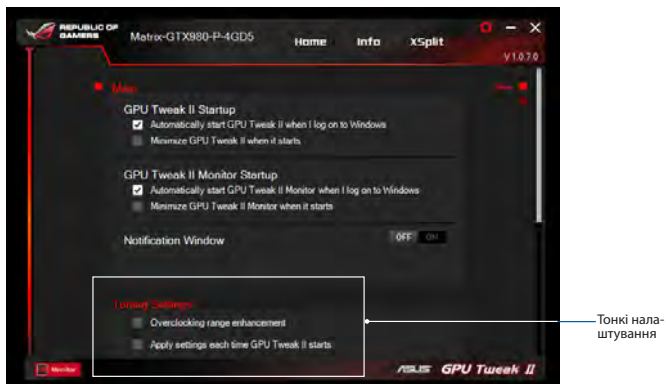 REPUBLIC OF
GAMERS
Matrix-GTX980-P-4GD5
Home
Info
XSplit
V 1.0.7.0
Main
GPU Tweak II Startup
Automatically start GPU Tweak II when I log on to Windows
Minimize GPU Tweak II when it starts
GPU Tweak II Monitor Startup
Automatically start GPU Tweak II Monitor when I log on to Windows
Minimize GPU Tweak II Monitor when it starts
Notification Window
OFF ON
Tuning Settings
Overclocking range enhancement
Apply settings each time GPU Tweak II starts
Тонкі нала-
штування
Monitor
ASUS GPU Tweak II